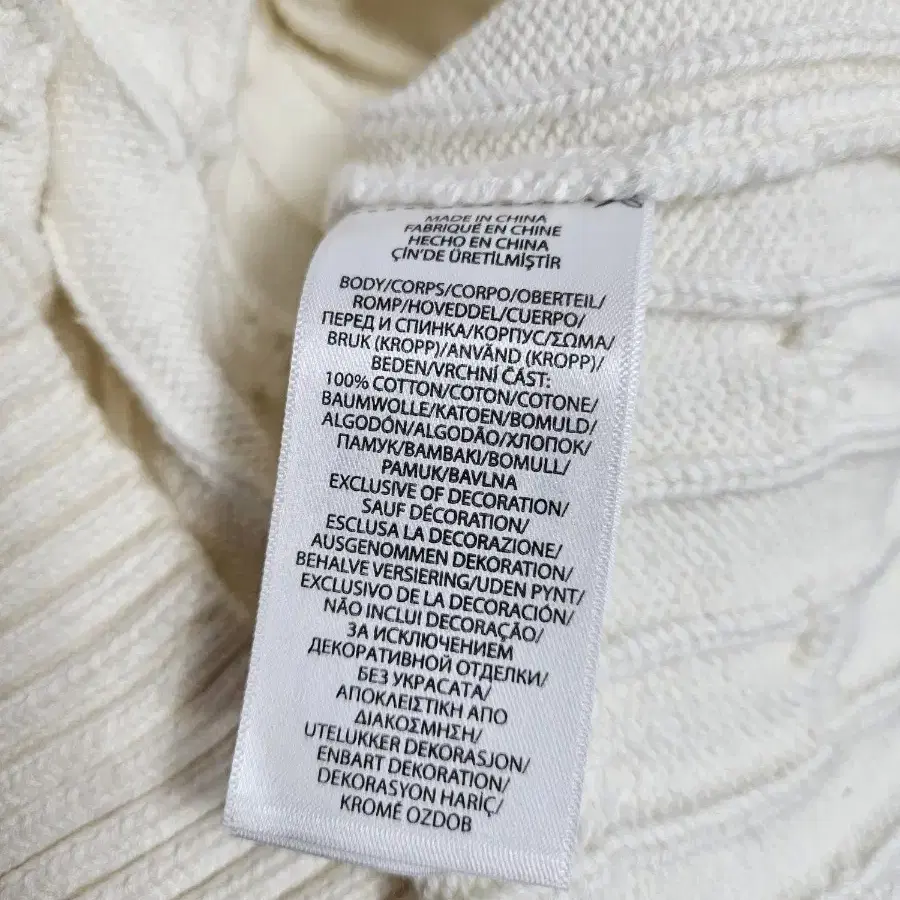 MADE IN CHINA
FABRIQUÉ EN CHINE
HECHO EN CHINA
ÇİN'DE ÜRETİLMİŞTİR
BODY/CORPS/CORPO/OBERTEIL/
ROMP/HOVEDDEL/CUERPO/
ПЕРЕД И СПИНКА/КОРПУС/ΣΩΜΑ/
BRUK (KROPP)/ANVÄND (KROPP)/
BEDEN/VRCHNÍ ČÁST:
100% COTTON/COTON/COTONE/
BAUMWOLLE/KATOEN/BOMULD/
ALGODÓN/ALGODÃO/ХЛОПОК/
ПАМУК/BAMBAKI/BOMULL/
PAMUK/BAVLNA
EXCLUSIVE OF DECORATION/
SAUF DÉCORATION/
ESCLUSA LA DECORAZIONE/
AUSGENOMMEN DEKORATION/
BEHALVE VERSIERING/UDEN PYNT/
EXCLUSIVO DE LA DECORACIÓN/
NÃO INCLUI DECORAÇÃO/
ЗА ИСКЛЮЧЕНИЕМ
ДЕКОРАТИВНОЙ ОТДЕЛКИ/
БЕЗ УКРАСАТА/
ΑΠΟΚΛΕΙΣΤΙΚΗ ΑΠΟ
ΔΙΑΚΟΣΜΗΣΗ/
UTELUKKER DEKORASJON/
ENBART DEKORATION/
DEKORASYON HARİÇ/
KROMÉ OZDOB